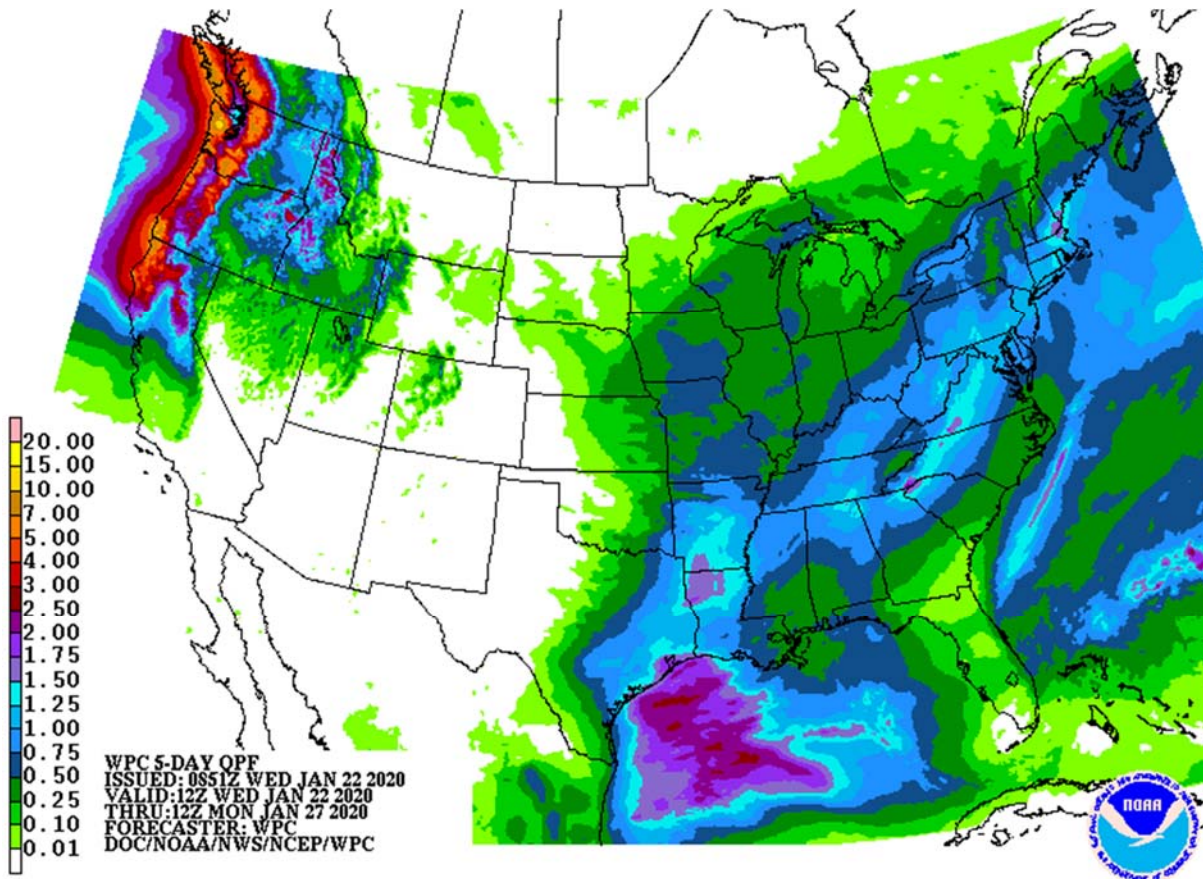 20.00
15.00
10.00
7.00
5.00
4.00
3.00
2.50
2.00
1.75
1.50
1.25
1.00
0.75
0.50
0.25
0.10
0.01
WPC 5-DAY QPF
ISSUED: 0851Z WED JAN 22 2020
VALID:12Z WED JAN 22 2020
THRU:12Z MON JAN 27 2020
FORECASTER: WPC
DOC/NOAA/NWS/NCEP/WPC
NOAA